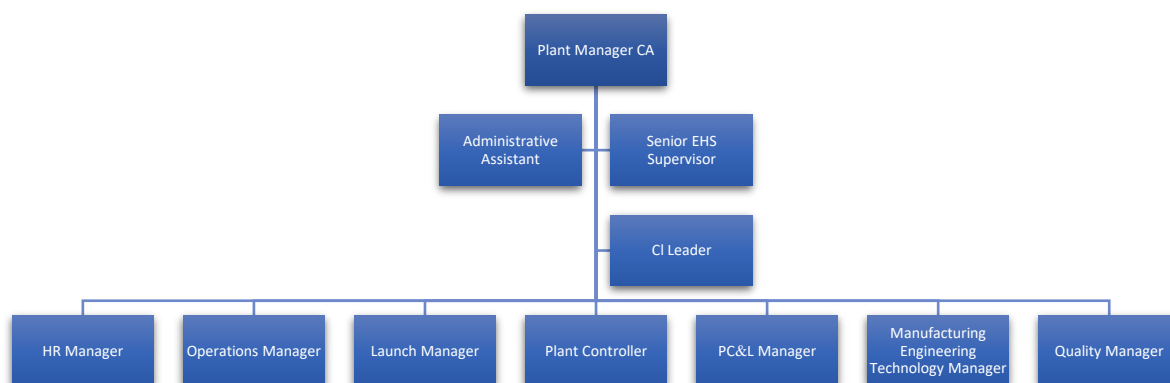 Plant Manager CA
Administrative
Assistant
Senior EHS
Supervisor
Cl Leader
HR Manager
Operations Manager
Launch Manager
Plant Controller
PC&L Manager
Manufacturing
Engineering
Technology Manager
Quality Manager